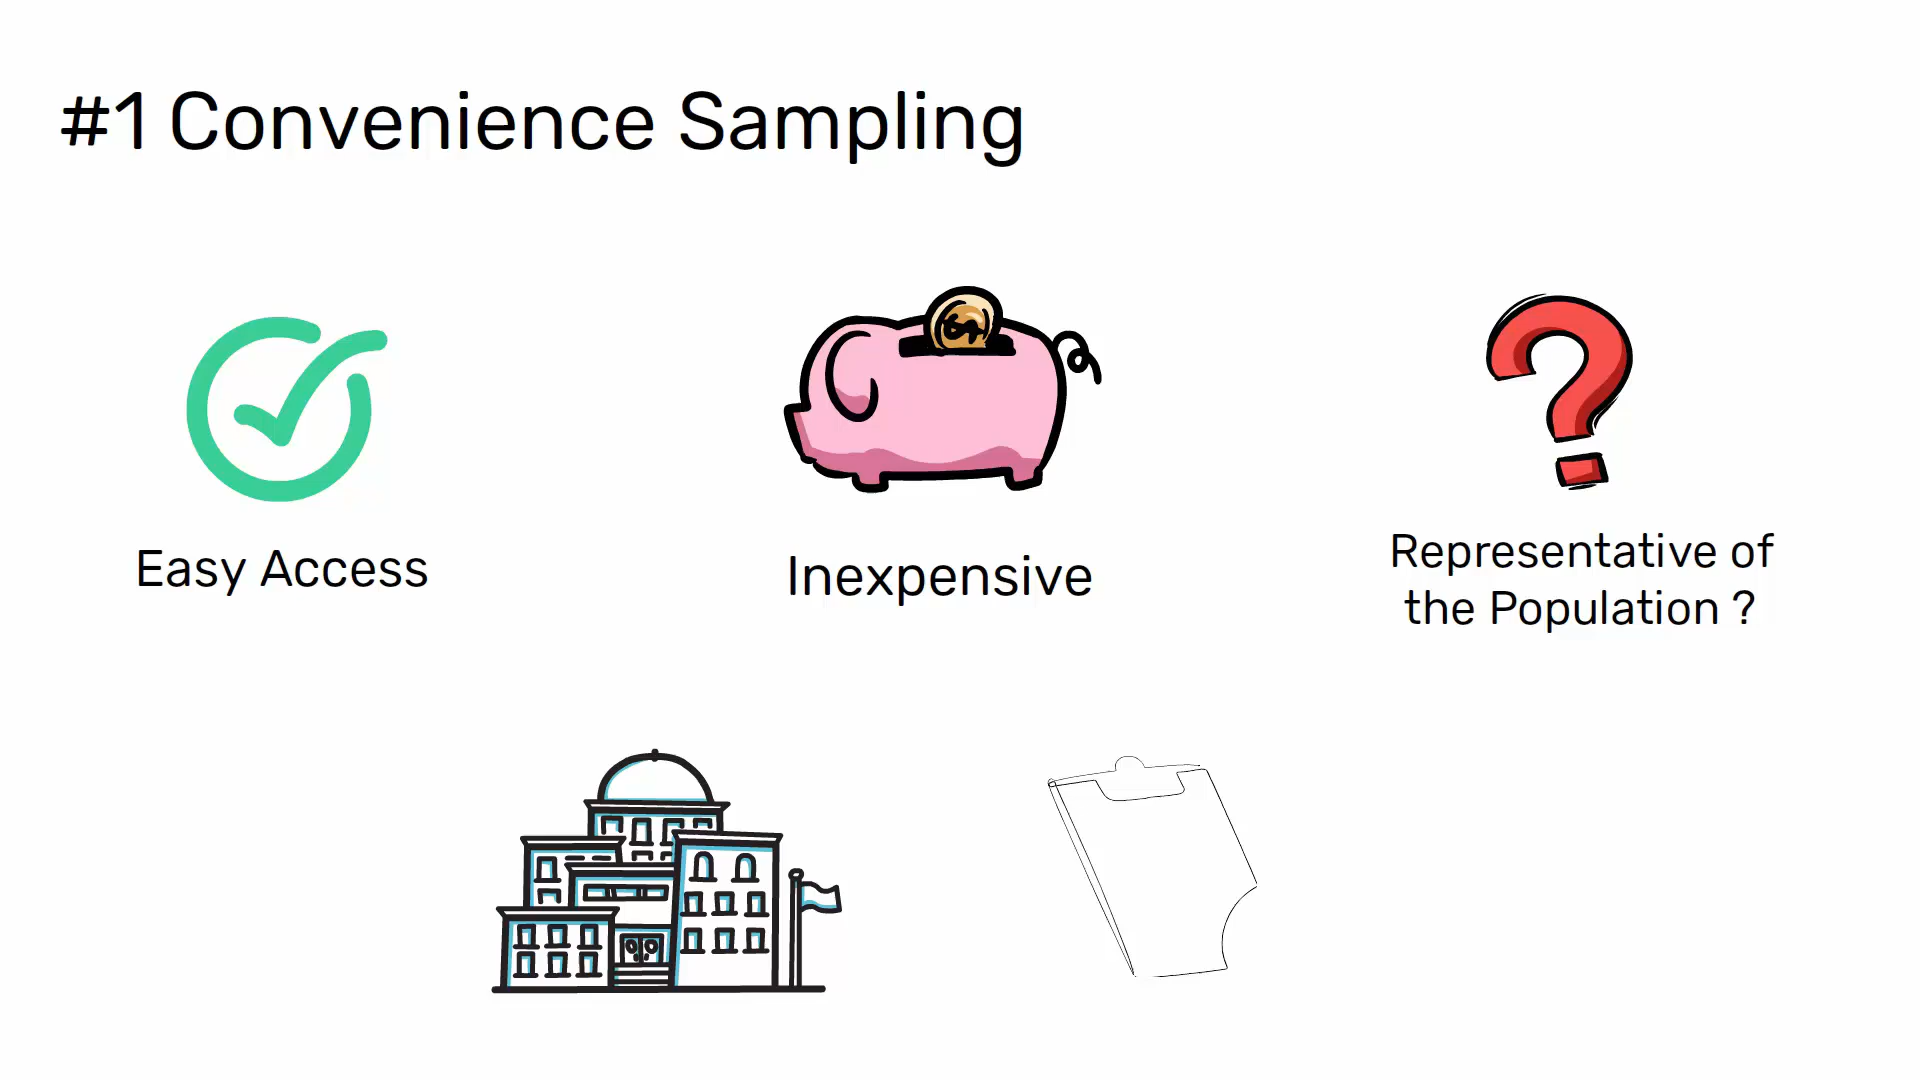 #1 Convenience Sampling
Easy Access
Inexpensive
Representative of
the Population ?